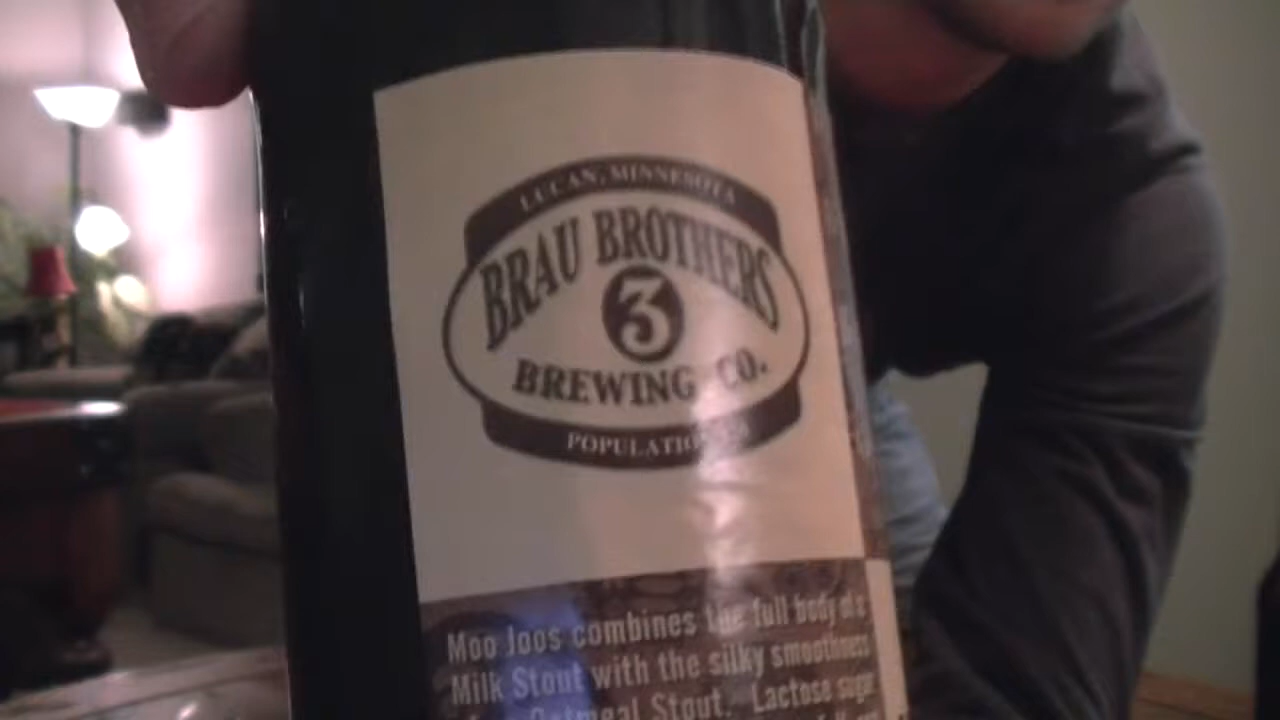 LUCAN, MINNESOTA
BRAU BROTHERS
3
BREWING CO.
Moo Joos combines the full body of a
Milk Stout with the silky smoothness
Oatmeal Stout. Lactose sugar